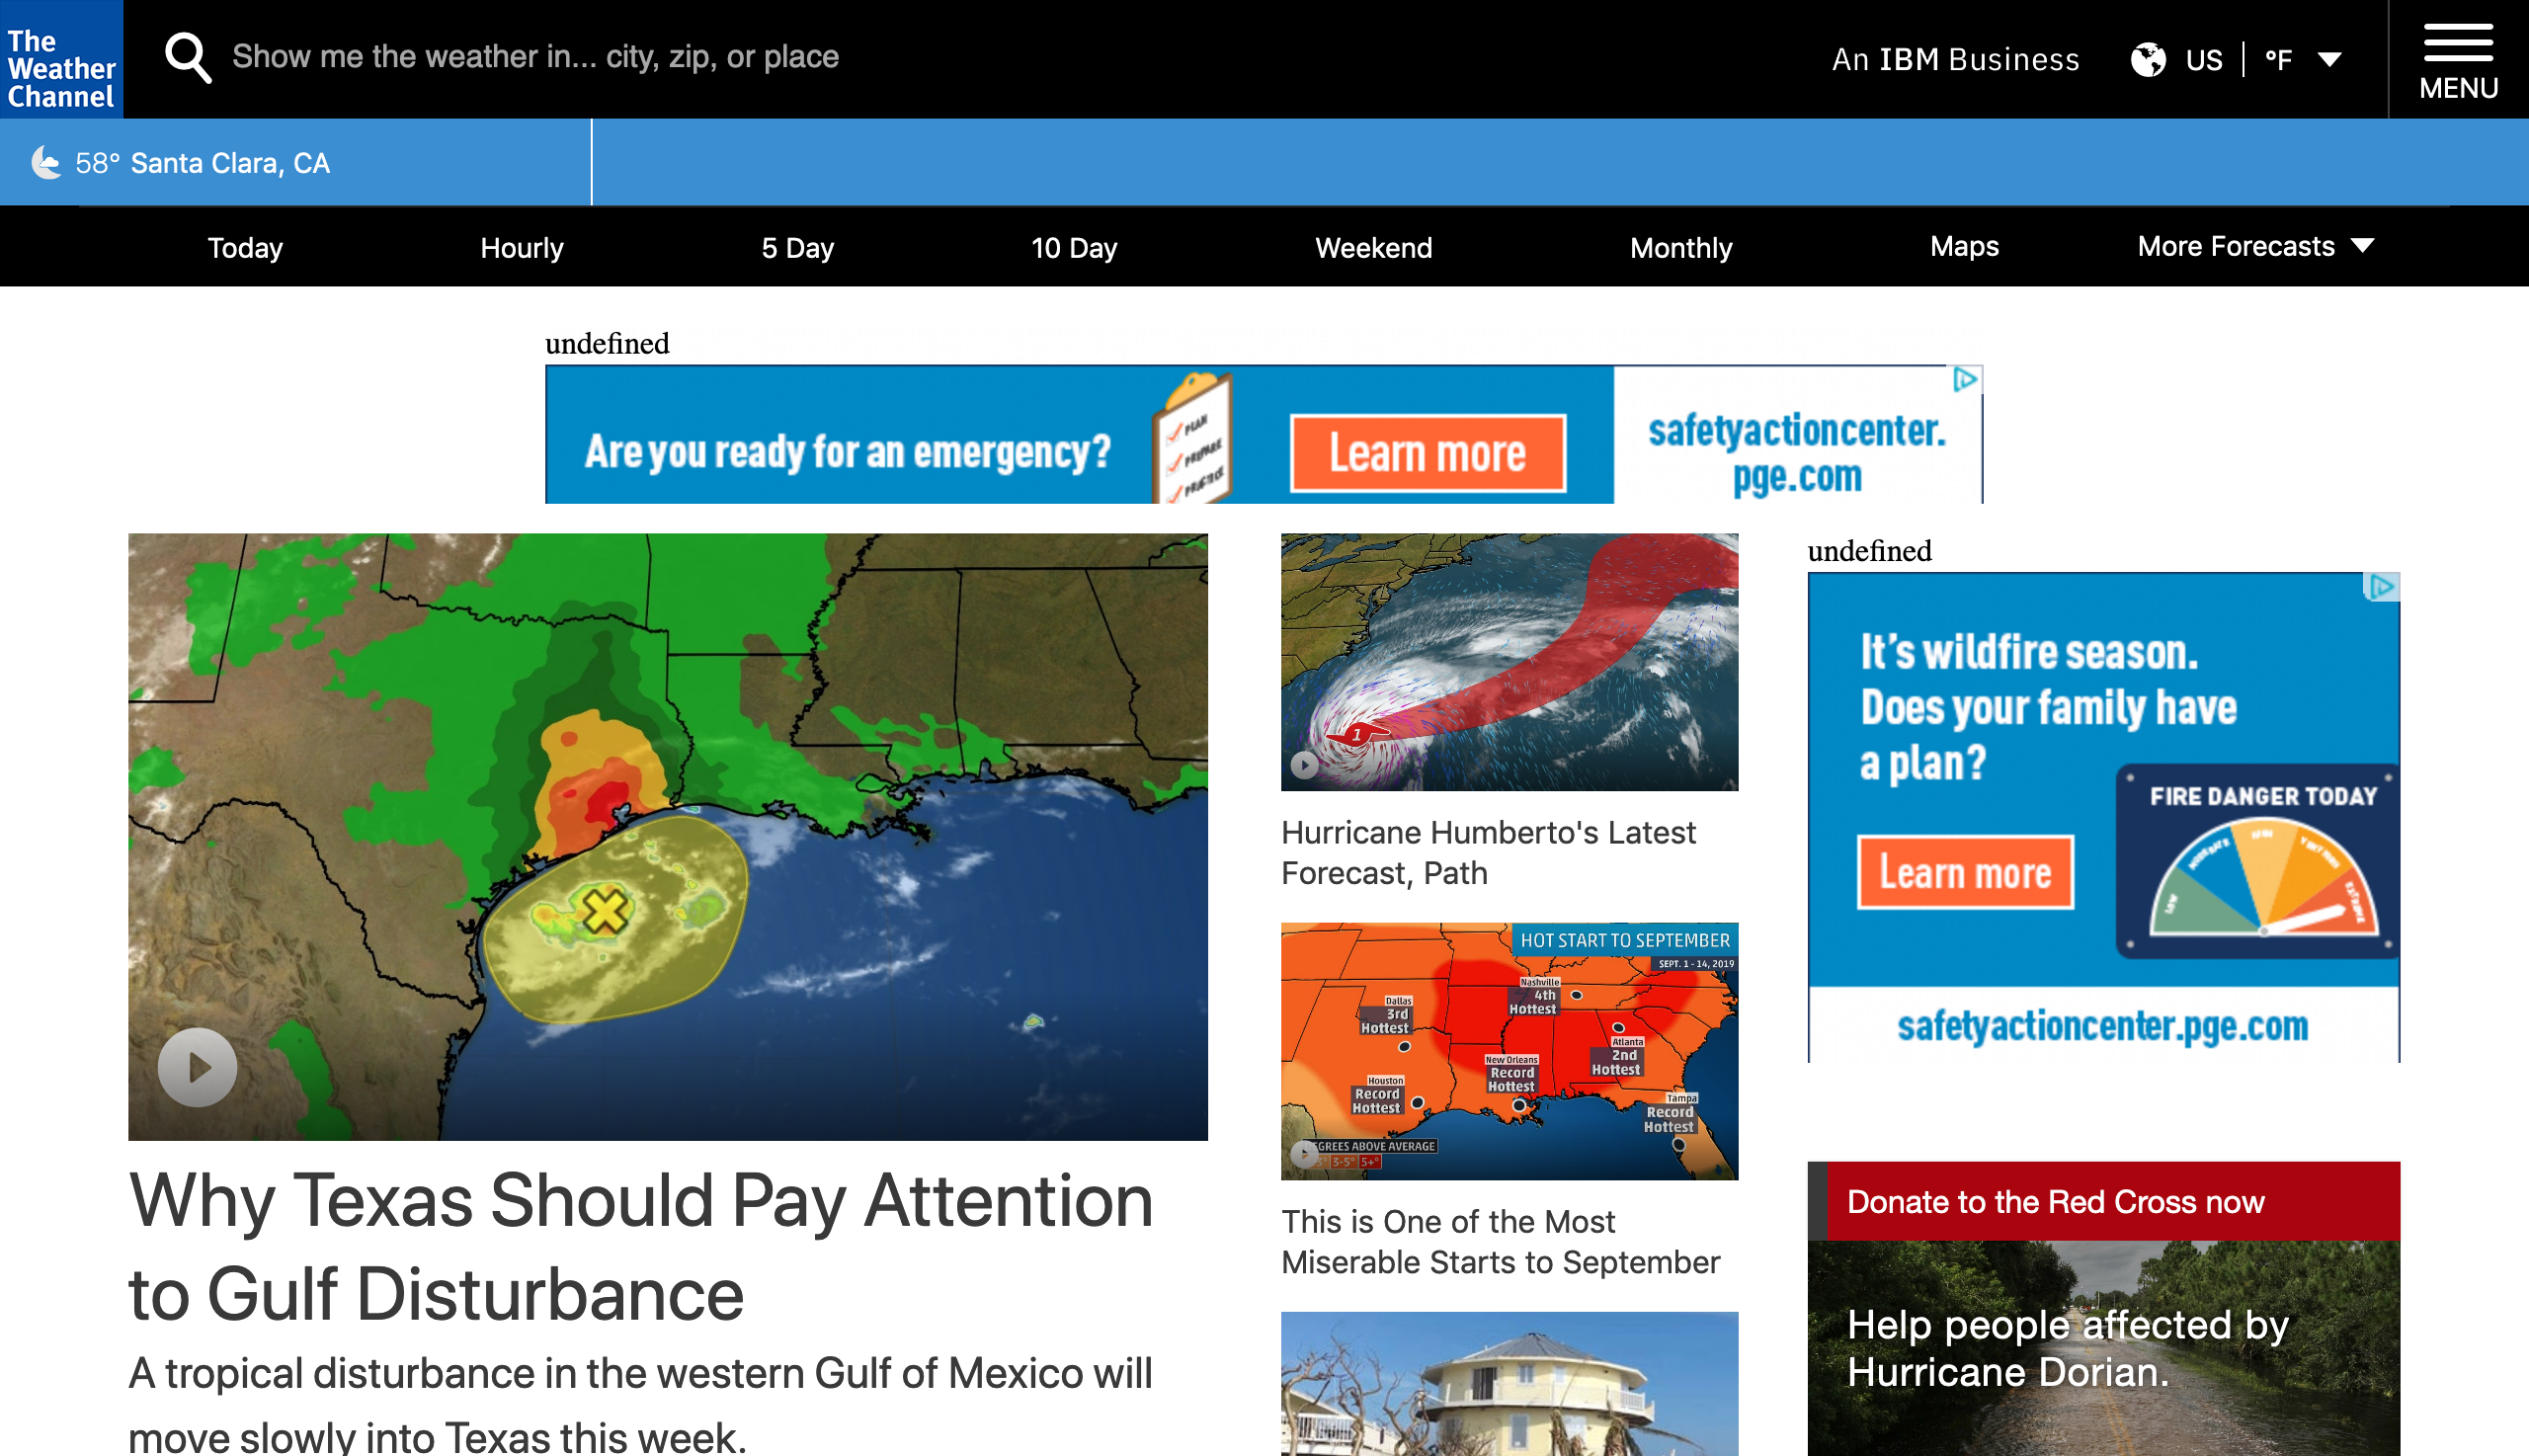 The
Weather
Channel
Show me the weather in... city, zip, or place
An IBM Business
US
°F
MENU
58° Santa Clara, CA
Today
Hourly
5 Day
10 Day
Weekend
Monthly
Maps
More Forecasts
undefined
Are you ready for an emergency?
PLAN
PREPARE
PRACTICE
Learn more
safetyactioncenter.
pge.com
Why Texas Should Pay Attention
to Gulf Disturbance
A tropical disturbance in the western Gulf of Mexico will
move slowly into Texas this week.
1
Hurricane Humberto's Latest
Forecast, Path
HOT START TO SEPTEMBER
SEPT. 1 - 14, 2019
Nashville
4th
Hottest
Dallas
3rd
Hottest
Atlanta
2nd
Hottest
New Orleans
Record
Hottest
Houston
Record
Hottest
Tampa
Record
Hottest
DEGREES ABOVE AVERAGE
3-5° 5+°
This is One of the Most
Miserable Starts to September
undefined
It's wildfire season.
Does your family have
a plan?
Learn more
FIRE DANGER TODAY
LOW
MODERATE
HIGH
VERY HIGH
EXTREME
safetyactioncenter.pge.com
Donate to the Red Cross now
Help people affected by
Hurricane Dorian.